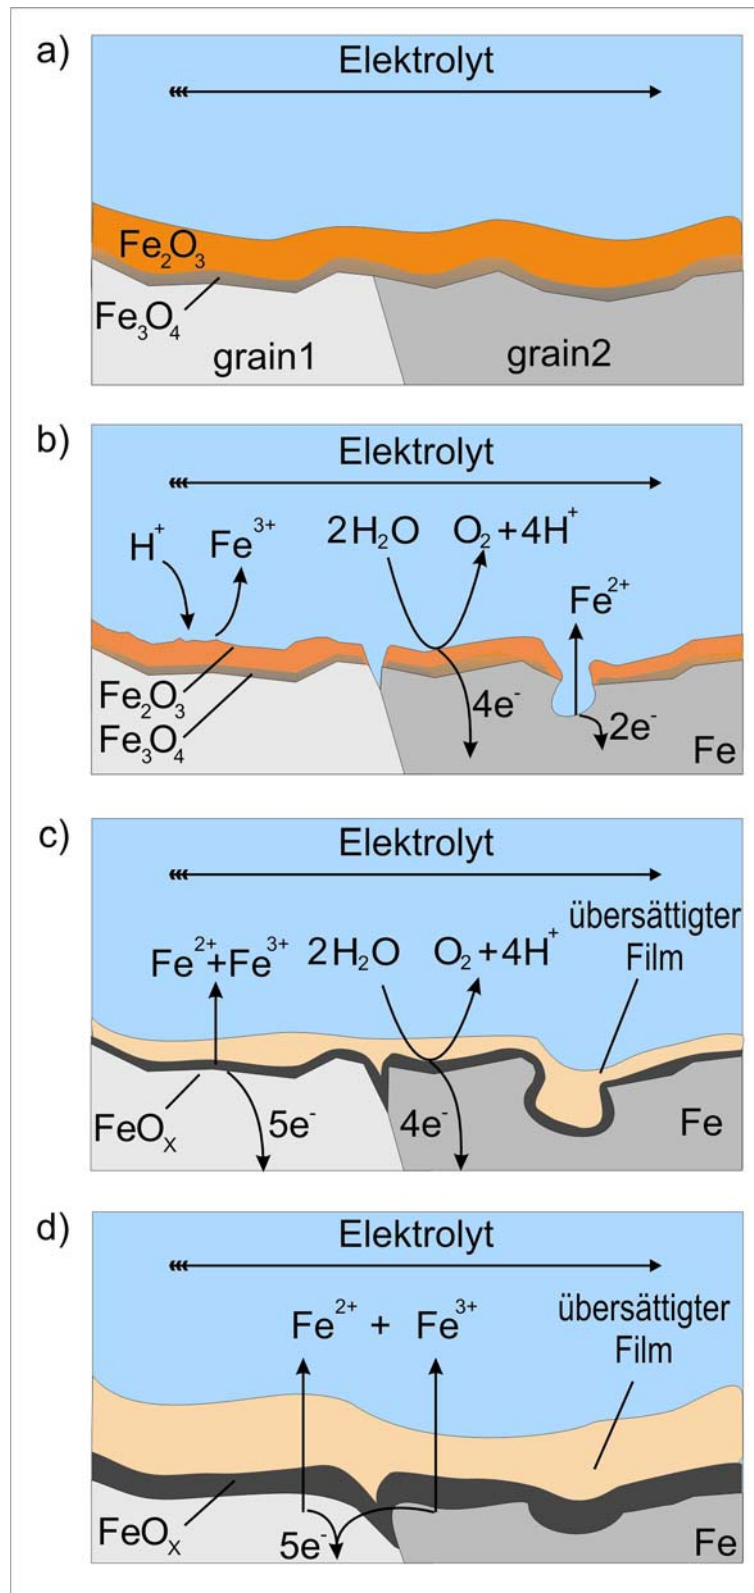 a)
Elektrolyt
Fe₂O₃
Fe₃O₄
grain1
grain2
b)
Elektrolyt
H⁺
Fe³⁺
2H₂O
O₂+4H⁺
Fe²⁺
Fe₂O₃
Fe₃O₄
4e⁻
2e⁻
Fe
c)
Elektrolyt
übersättigter
Film
Fe²⁺+Fe³⁺
2H₂O
O₂+4H⁺
FeOₓ
5e⁻
4e⁻
Fe
d)
Elektrolyt
Fe²⁺ + Fe³⁺
übersättigter
Film
FeOₓ
5e⁻
Fe